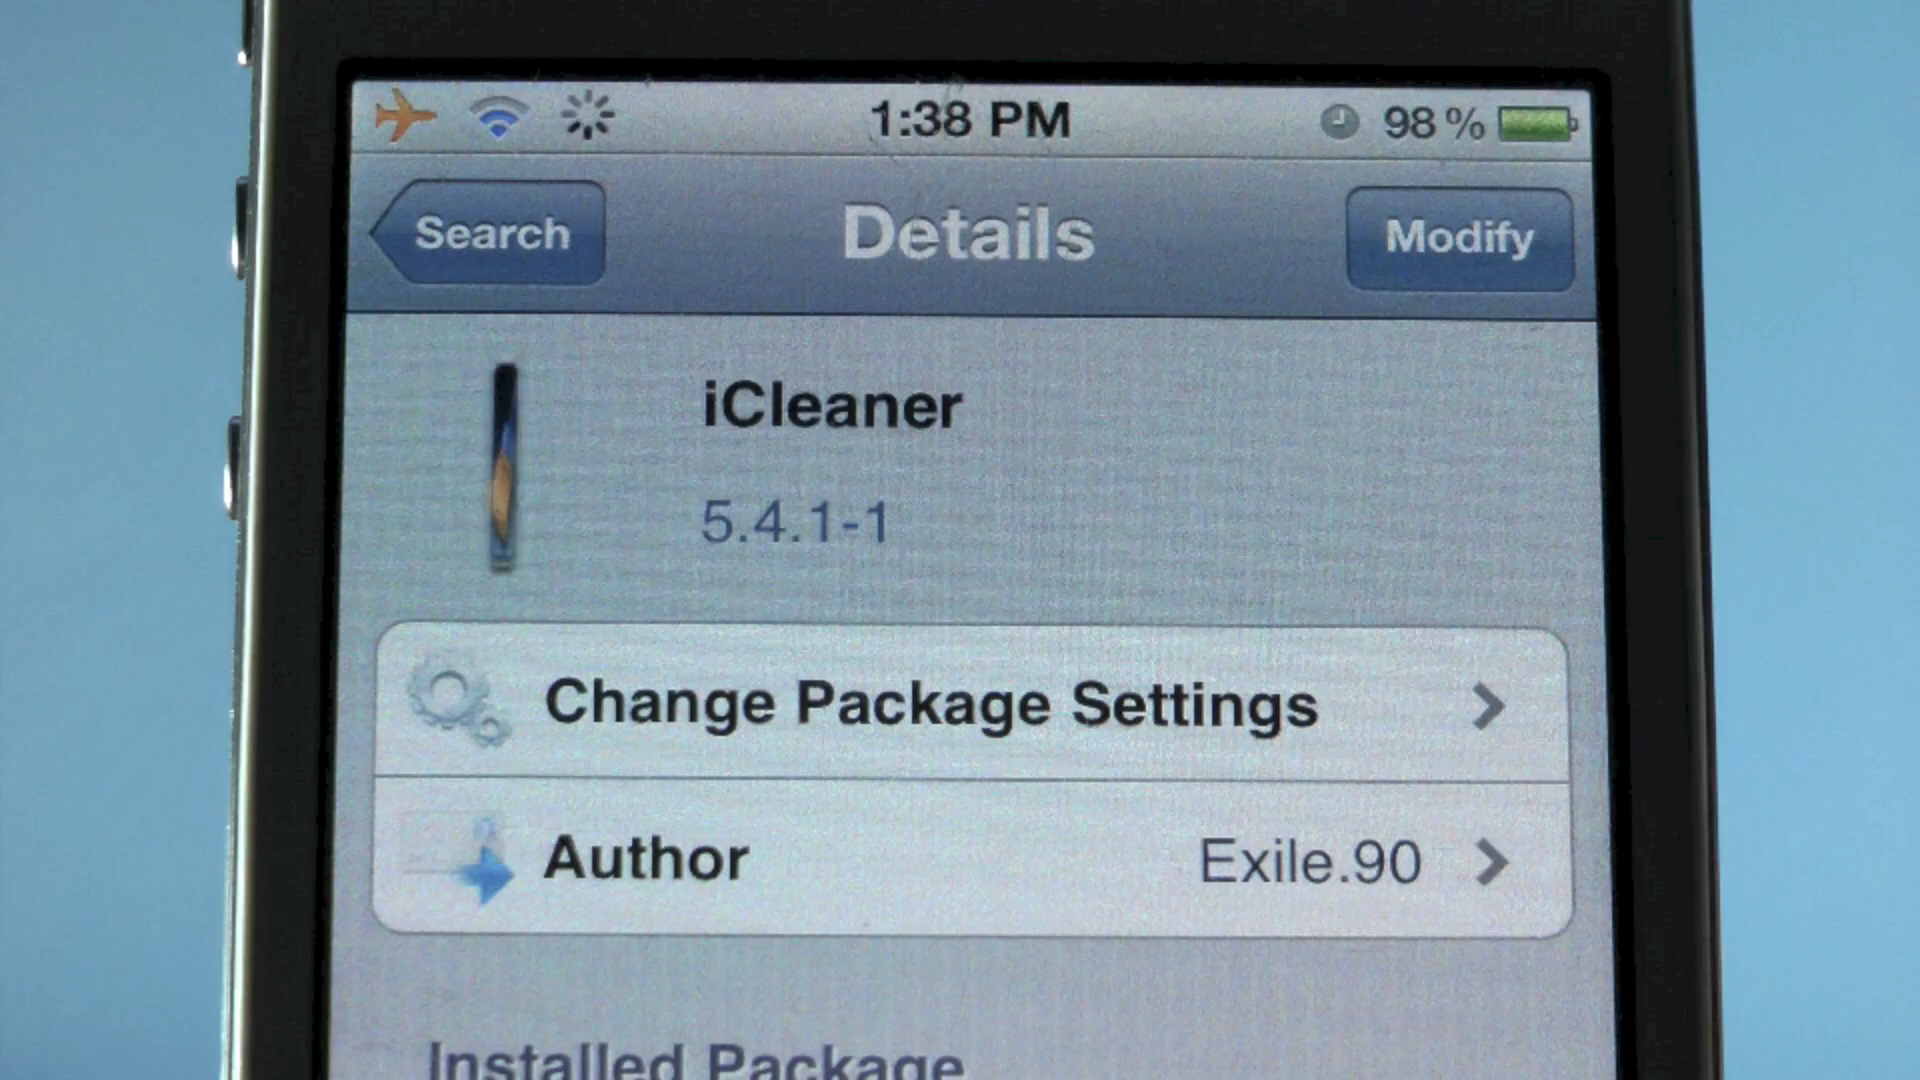 1:38 PM 98 %
Search Details Modify
iCleaner
5.4.1-1
Change Package Settings
Author Exile.90
Installed Package